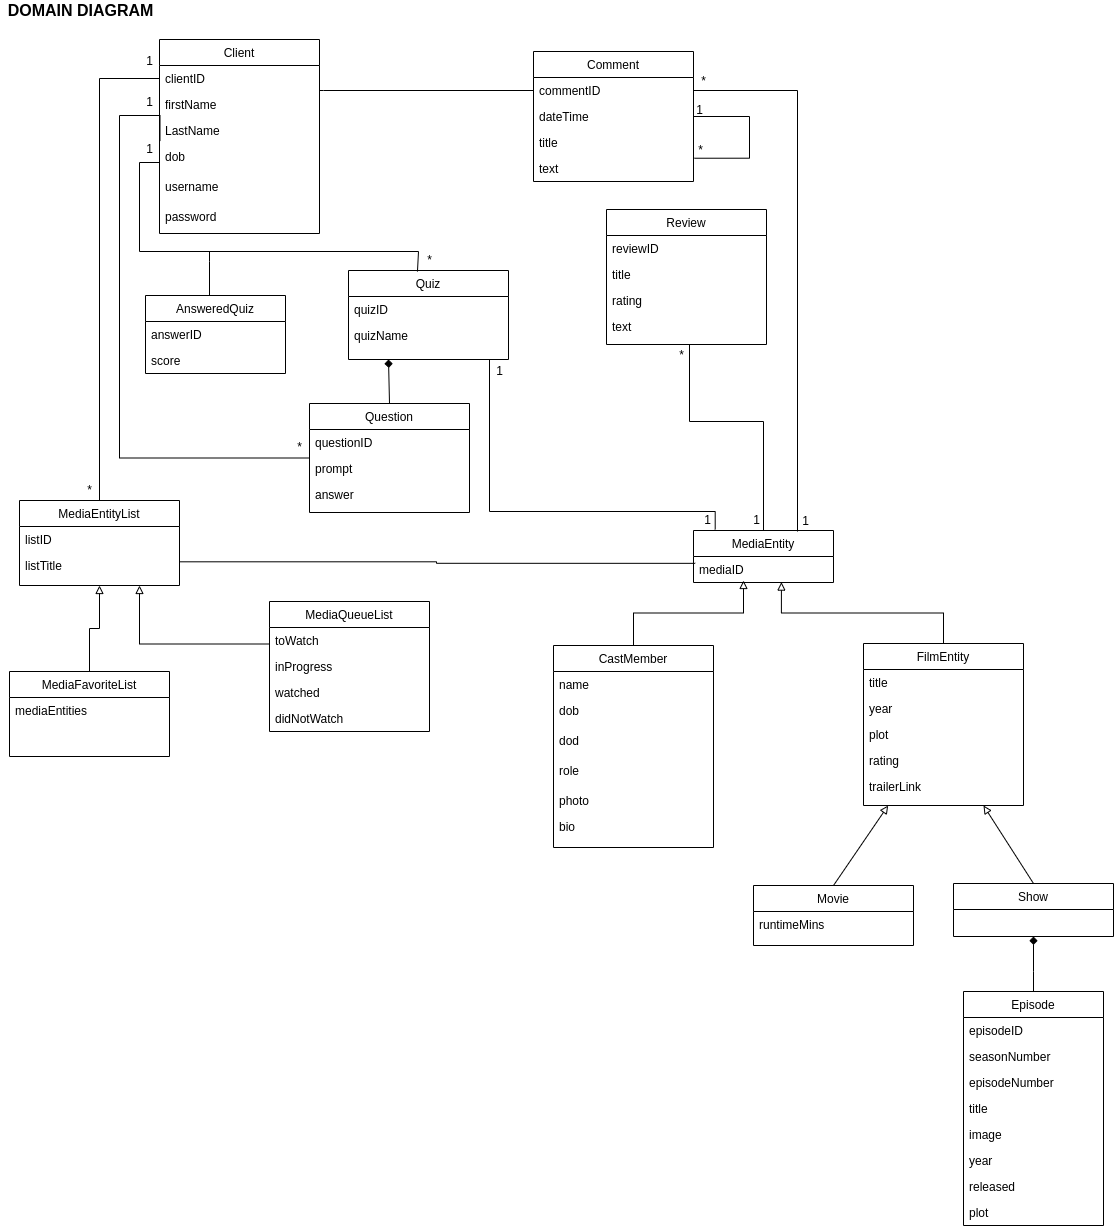 DOMAIN DIAGRAM
Client
clientID
firstName
LastName
dob
username
password
1
1
1
Comment
commentID
dateTime
title
text
*
1
*
Review
reviewID
title
rating
text
*
AnsweredQuiz
answerID
score
*
Quiz
quizID
quizName
1
Question
questionID
prompt
answer
*
*
MediaEntityList
listID
listTitle
1
1
1
MediaEntity
mediaID
MediaQueueList
toWatch
inProgress
watched
didNotWatch
MediaFavoriteList
mediaEntities
CastMember
name
dob
dod
role
photo
bio
FilmEntity
title
year
plot
rating
trailerLink
Movie
runtimeMins
Show
Episode
episodeID
seasonNumber
episodeNumber
title
image
year
released
plot